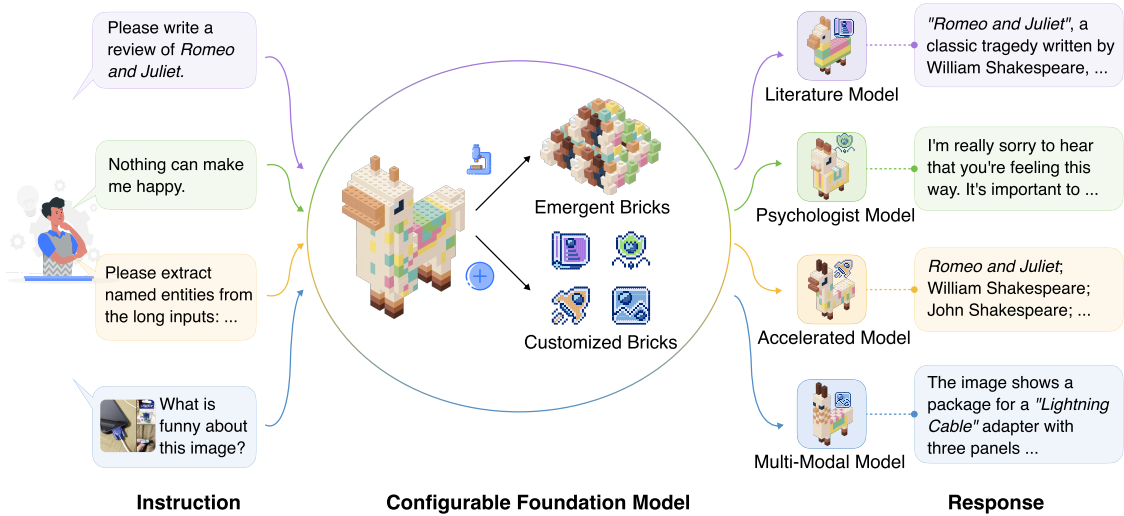 Please write a
review of Romeo
and Juliet.
Nothing can make
me happy.
Please extract
named entities from
the long inputs: ...
What is
funny about
this image?
Instruction
Emergent Bricks
Customized Bricks
Configurable Foundation Model
Literature Model
Psychologist Model
Accelerated Model
Multi-Modal Model
"Romeo and Juliet", a
classic tragedy written by
William Shakespeare, ...
I'm really sorry to hear
that you're feeling this
way. It's important to ...
Romeo and Juliet;
William Shakespeare;
John Shakespeare; ...
The image shows a
package for a "Lightning
Cable" adapter with
three panels ...
Response